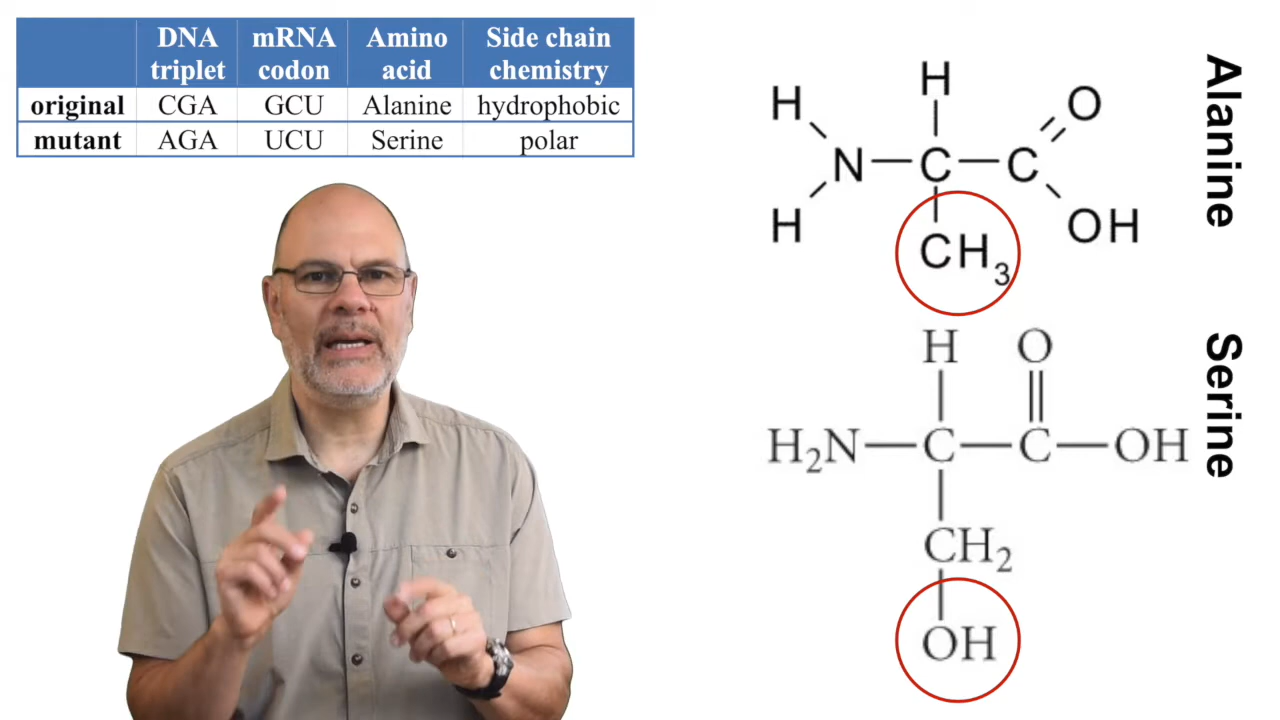 DNA triplet mRNA codon Amino acid Side chain chemistry
original CGA GCU Alanine hydrophobic
mutant AGA UCU Serine polar
Alanine
H H O
N C C
H CH3 OH
Serine
H O
H2N C C OH
CH2
OH